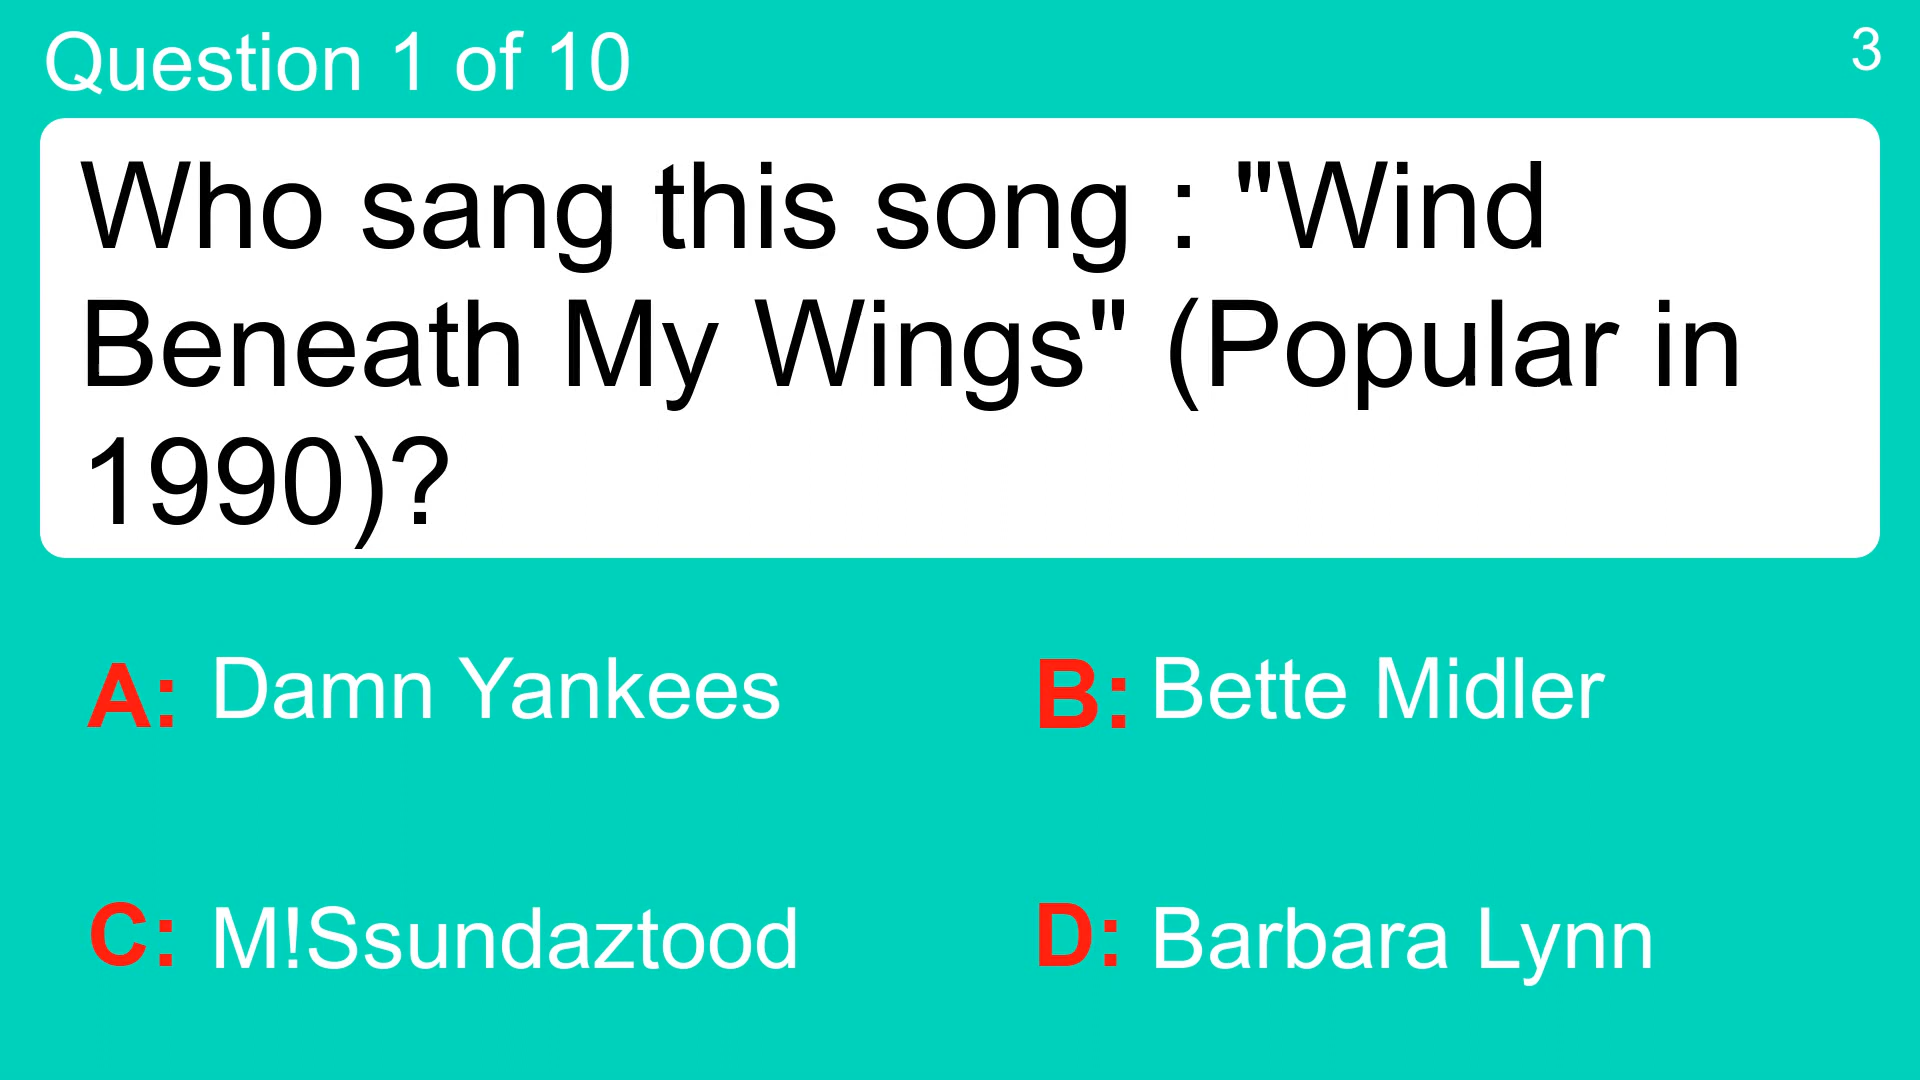 Question 1 of 10
3
Who sang this song : "Wind
Beneath My Wings" (Popular in
1990)?
A: Damn Yankees
B: Bette Midler
C: M!Ssundaztood
D: Barbara Lynn